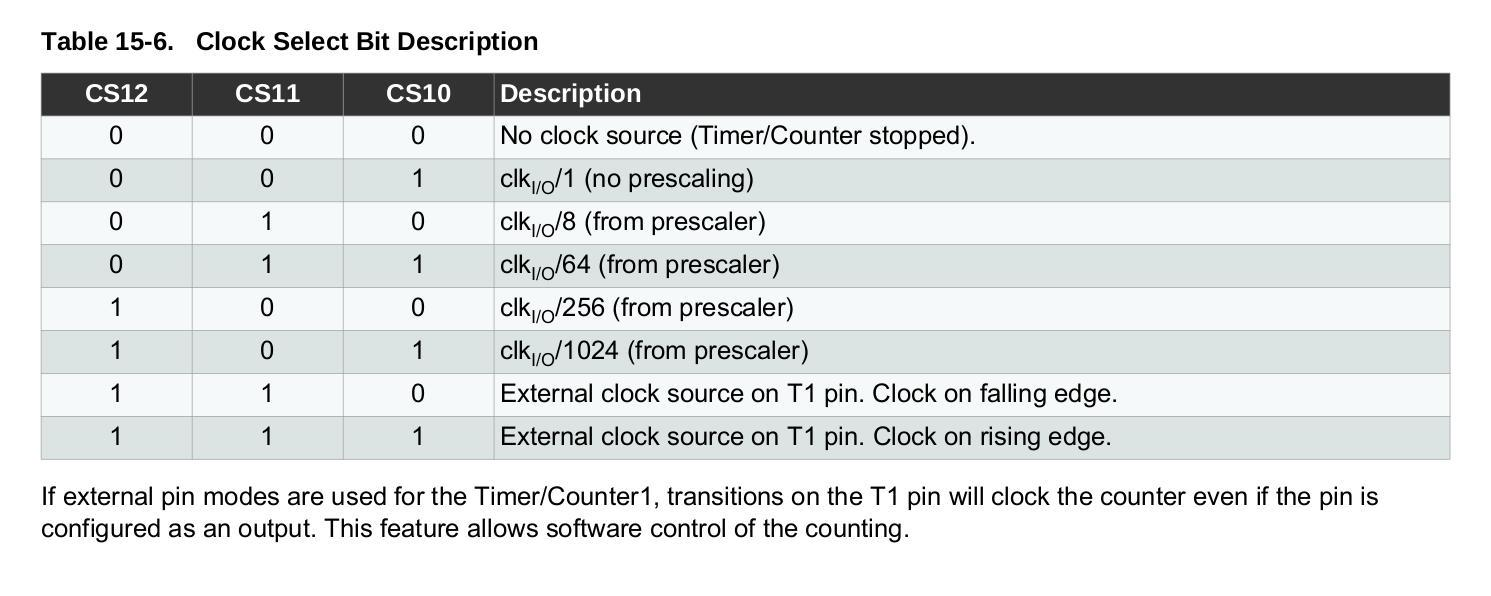 Table 15-6. Clock Select Bit Description
CS12 CS11 CS10 Description
0 0 0 No clock source (Timer/Counter stopped).
0 0 1 clkI/O/1 (no prescaling)
0 1 0 clkI/O/8 (from prescaler)
0 1 1 clkI/O/64 (from prescaler)
1 0 0 clkI/O/256 (from prescaler)
1 0 1 clkI/O/1024 (from prescaler)
1 1 0 External clock source on T1 pin. Clock on falling edge.
1 1 1 External clock source on T1 pin. Clock on rising edge.
If external pin modes are used for the Timer/Counter1, transitions on the T1 pin will clock the counter even if the pin is
configured as an output. This feature allows software control of the counting.